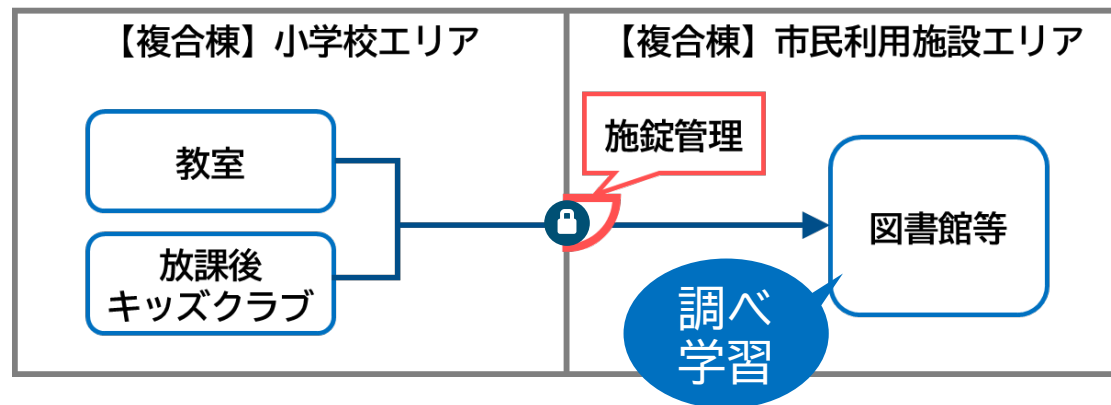 【複合棟】小学校エリア
【複合棟】市民利用施設エリア
教室
放課後
キッズクラブ
施錠管理
図書館等
調べ
学習